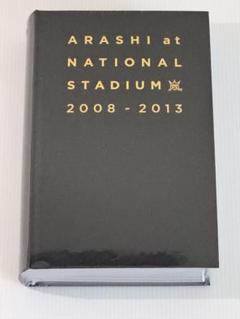 ARASHI at
NATIONAL
STADIUM
2008 - 2013